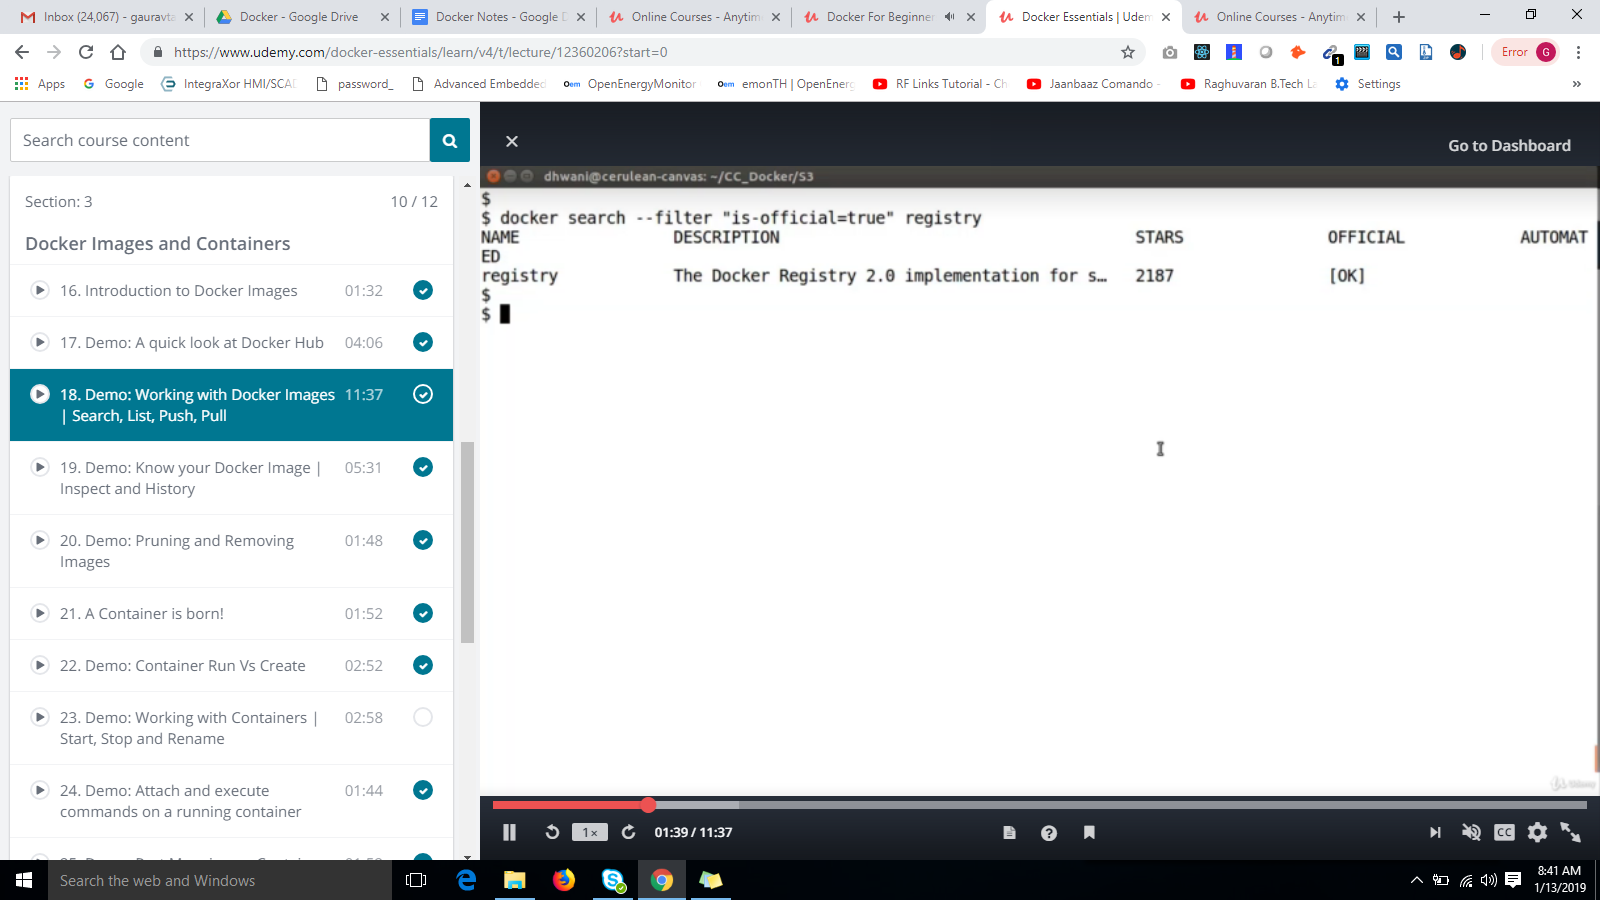 Inbox (24,067) - gauravta
Docker - Google Drive
Docker Notes - Google D
Online Courses - Anytim
Docker For Beginner
Docker Essentials | Udem
Online Courses - Anytim
https://www.udemy.com/docker-essentials/learn/v4/t/lecture/12360206?start=0
1
Error G
Apps
Google
IntegraXor HMI/SCAD
password_
Advanced Embedded
Oem OpenEnergyMonitor
Oem emonTH | OpenEnerg
RF Links Tutorial - Ch
Jaanbaaz Comando -
Raghuvaran B.Tech La
Settings
»
Search course content
Go to Dashboard
Section: 3 10 / 12
Docker Images and Containers
16. Introduction to Docker Images 01:32
17. Demo: A quick look at Docker Hub 04:06
18. Demo: Working with Docker Images 11:37
| Search, List, Push, Pull
19. Demo: Know your Docker Image | 05:31
Inspect and History
20. Demo: Pruning and Removing 01:48
Images
21. A Container is born! 01:52
22. Demo: Container Run Vs Create 02:52
23. Demo: Working with Containers | 02:58
Start, Stop and Rename
24. Demo: Attach and execute 01:44
commands on a running container
dhwani@cerulean-canvas: ~/CC_Docker/S3
$
$ docker search --filter "is-official=true" registry
NAME DESCRIPTION STARS OFFICIAL AUTOMAT
ED
registry The Docker Registry 2.0 implementation for s… 2187 [OK]
$
$
Udemy
1x
01:39 / 11:37
CC
Search the web and Windows
8:41 AM
1/13/2019